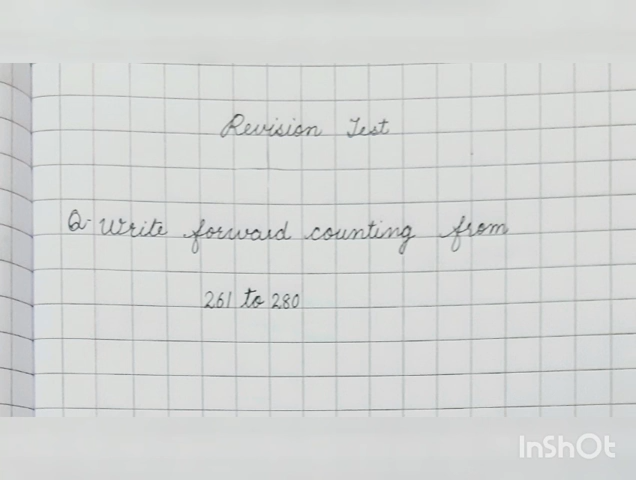 Revision Test
Q- Write forward counting from
261 to 280
InShOt